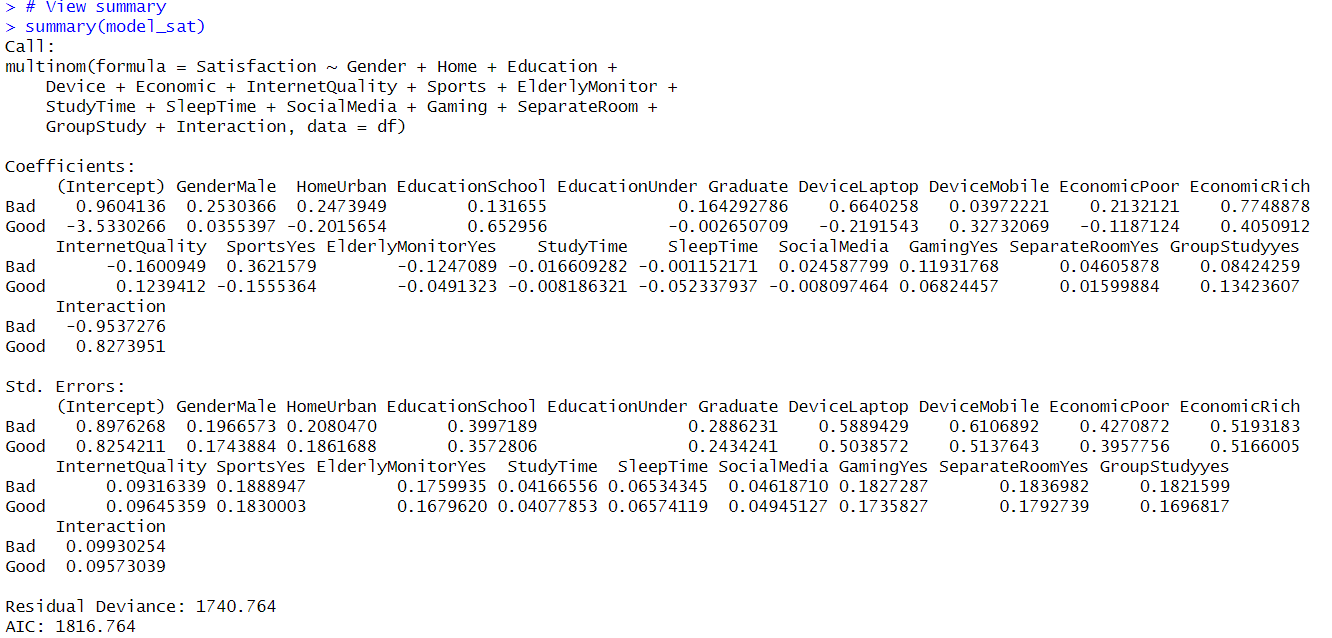 > # View summary
> summary(model_sat)
Call:
multinom(formula = Satisfaction ~ Gender + Home + Education +
    Device + Economic + InternetQuality + Sports + ElderlyMonitor +
    StudyTime + SleepTime + SocialMedia + Gaming + SeparateRoom +
    GroupStudy + Interaction, data = df)

Coefficients:
     (Intercept) GenderMale  HomeUrban EducationSchool EducationUnder Graduate DeviceLaptop DeviceMobile EconomicPoor EconomicRich
Bad    0.9604136  0.2530366  0.2473949        0.131655             0.164292786    0.6640258   0.03972221    0.2132121    0.7748878
Good  -3.5330266  0.0355397 -0.2015654        0.652956            -0.002650709   -0.2191543   0.32732069   -0.1187124    0.4050912
     InternetQuality  SportsYes ElderlyMonitorYes    StudyTime    SleepTime  SocialMedia  GamingYes SeparateRoomYes GroupStudyyes
Bad       -0.1600949  0.3621579        -0.1247089 -0.016609282 -0.001152171  0.024587799 0.11931768      0.04605878    0.08424259
Good       0.1239412 -0.1555364        -0.0491323 -0.008186321 -0.052337937 -0.008097464 0.06824457      0.01599884    0.13423607
     Interaction
Bad   -0.9537276
Good   0.8273951

Std. Errors:
     (Intercept) GenderMale HomeUrban EducationSchool EducationUnder Graduate DeviceLaptop DeviceMobile EconomicPoor EconomicRich
Bad    0.8976268  0.1966573 0.2080470       0.3997189               0.2886231    0.5889429    0.6106892    0.4270872    0.5193183
Good   0.8254211  0.1743884 0.1861688       0.3572806               0.2434241    0.5038572    0.5137643    0.3957756    0.5166005
     InternetQuality SportsYes ElderlyMonitorYes  StudyTime  SleepTime SocialMedia GamingYes SeparateRoomYes GroupStudyyes
Bad       0.09316339 0.1888947         0.1759935 0.04166556 0.06534345  0.04618710 0.1827287       0.1836982     0.1821599
Good      0.09645359 0.1830003         0.1679620 0.04077853 0.06574119  0.04945127 0.1735827       0.1792739     0.1696817
     Interaction
Bad   0.09930254
Good  0.09573039

Residual Deviance: 1740.764
AIC: 1816.764